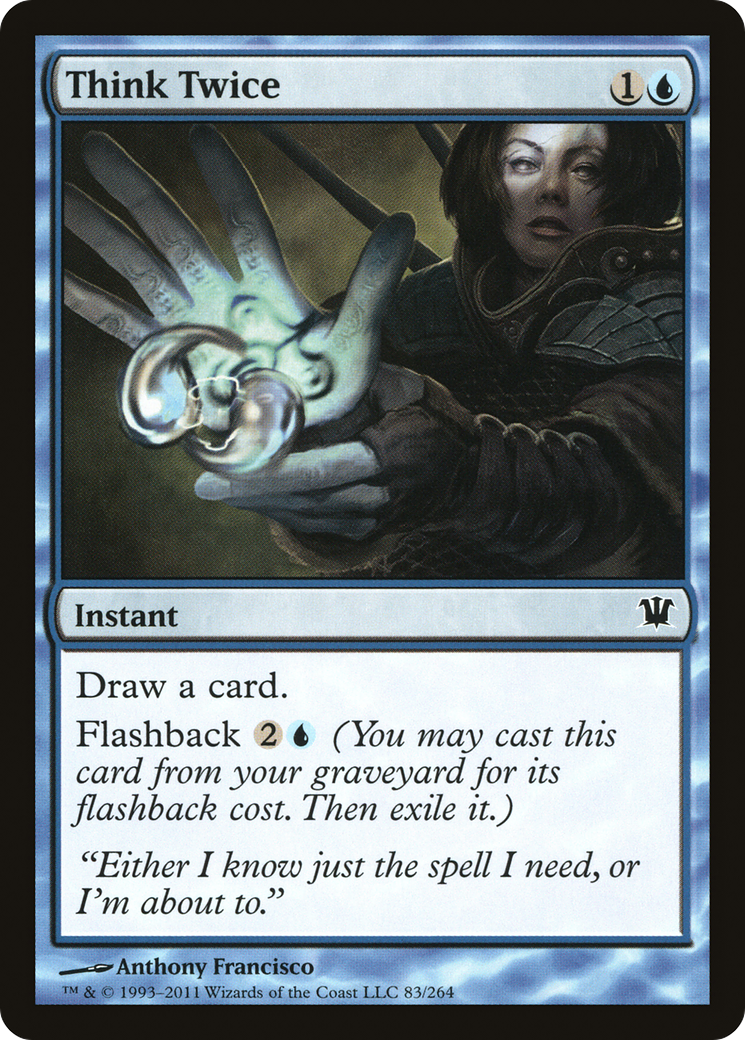 Think Twice 1
Instant
Draw a card.
Flashback 2 (You may cast this
card from your graveyard for its
flashback cost. Then exile it.)
“Either I know just the spell I need, or
I’m about to.”
Anthony Francisco
™ & © 1993–2011 Wizards of the Coast LLC 83/264